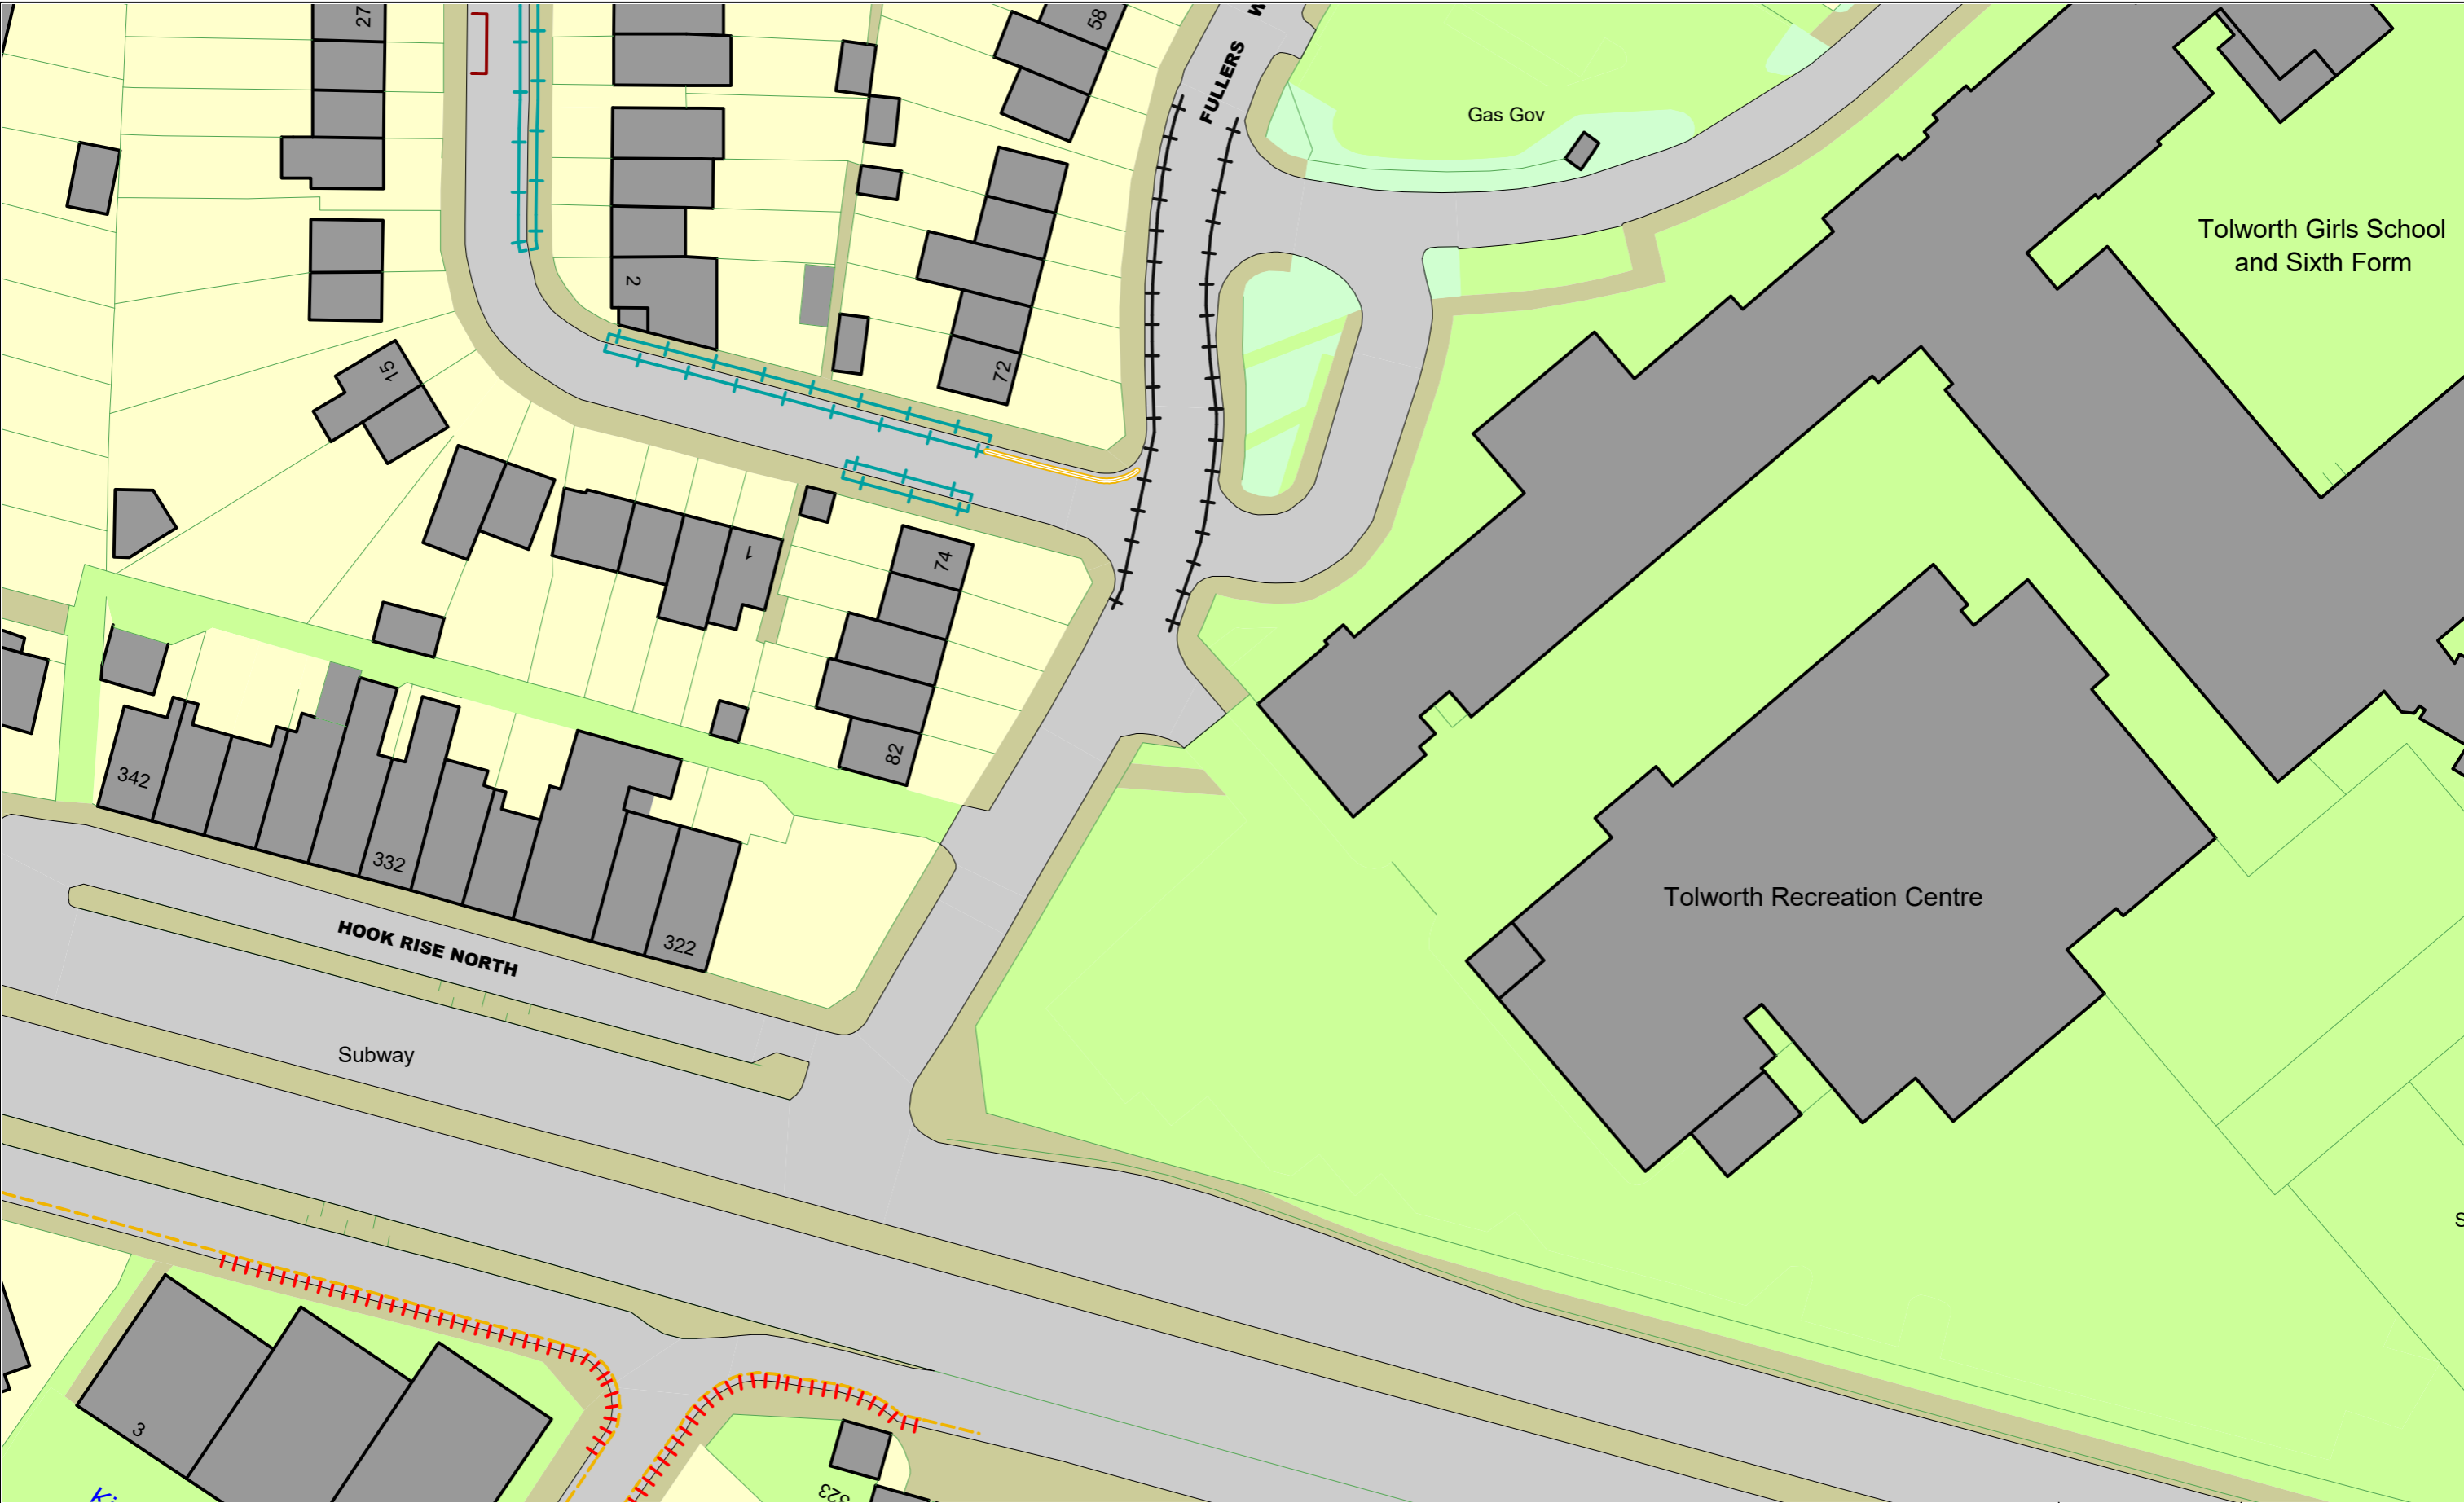 27
58
FULLERS
Gas Gov
Tolworth Girls School
and Sixth Form
2
15
72
1
74
82
342
332
322
Tolworth Recreation Centre
HOOK RISE NORTH
Subway
3
523